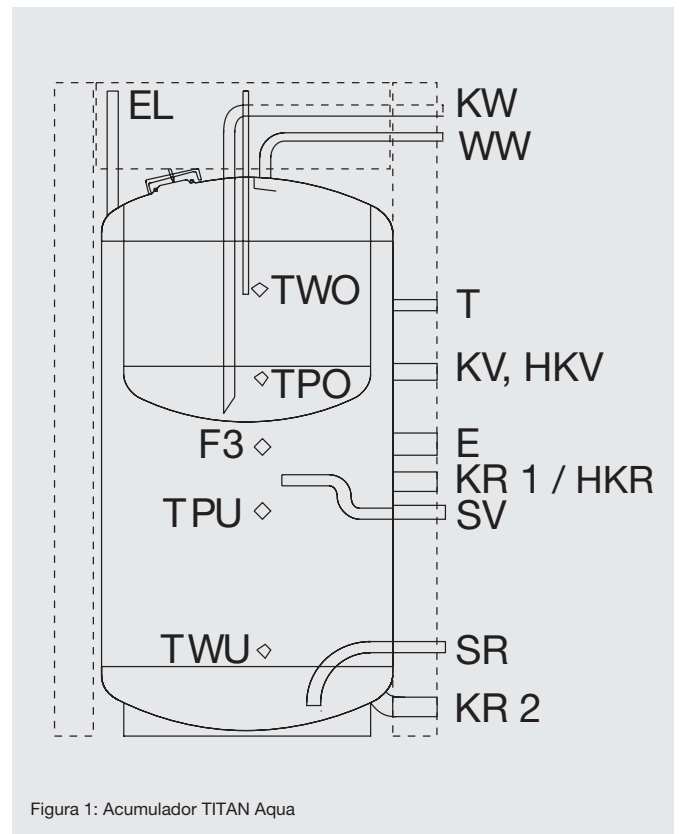 EL
KW
WW
TWO
T
TPO
KV, HKV
F3
E
KR 1 / HKR
TPU
SV
TWU
SR
KR 2
Figura 1: Acumulador TITAN Aqua